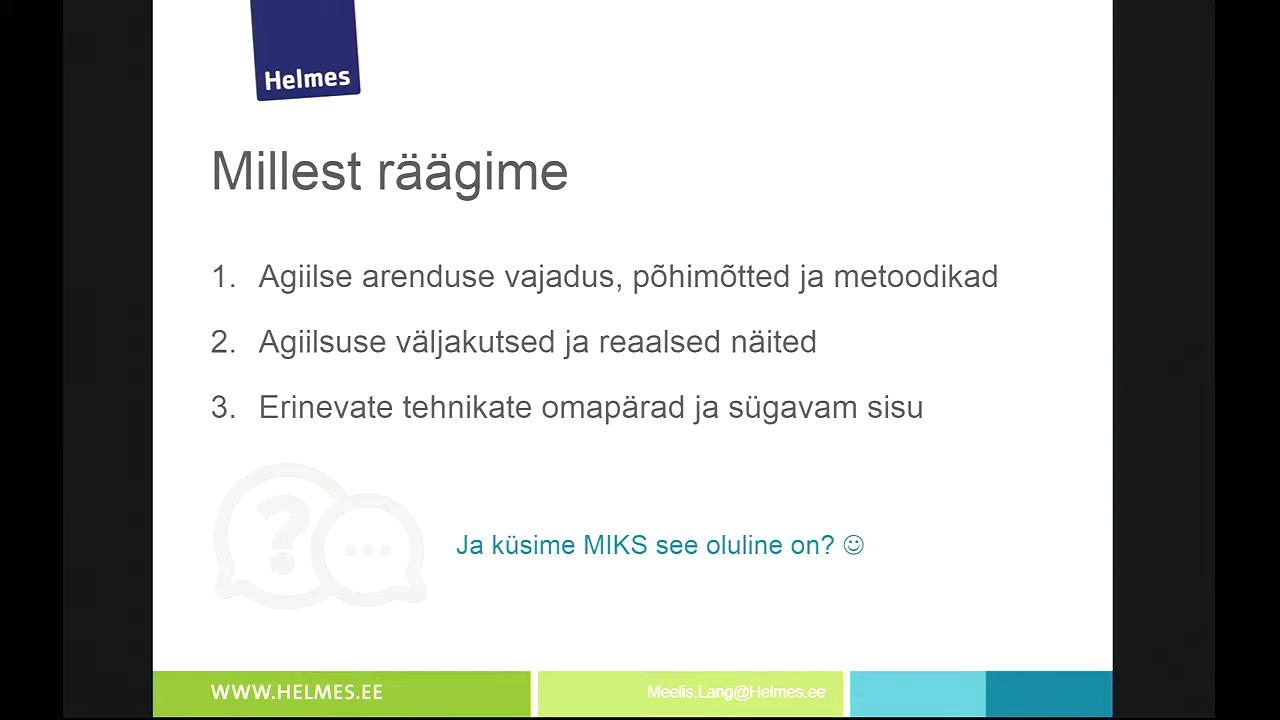 Helmes
Millest räägime
1. Agiilse arenduse vajadus, põhimõtted ja metoodikad
2. Agiilsuse väljakutsed ja reaalsed näited
3. Erinevate tehnikate omapärad ja sügavam sisu
Ja küsime MIKS see oluline on? ☺
WWW.HELMES.EE
Meelis.Lang@Helmes.ee